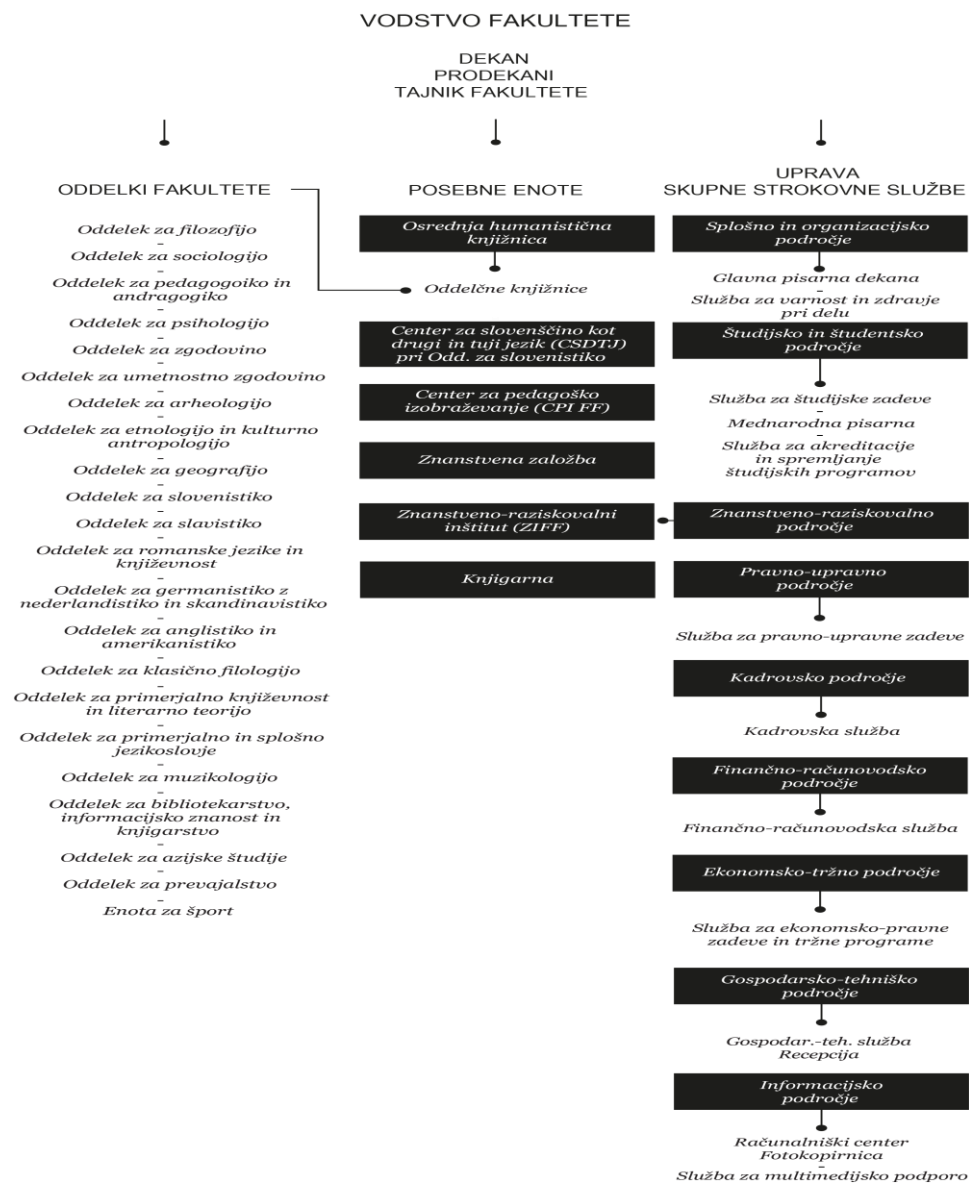 VODSTVO FAKULTETE
DEKAN
PRODEKANI
TAJNIK FAKULTETE
ODDELKI FAKULTETE
Oddelek za filozofijo
–
Oddelek za sociologijo
–
Oddelek za pedagogoiko in
andragogiko
–
Oddelek za psihologijo
–
Oddelek za zgodovino
–
Oddelek za umetnostno zgodovino
–
Oddelek za arheologijo
–
Oddelek za etnologijo in kulturno
antropologijo
–
Oddelek za geografijo
–
Oddelek za slovenistiko
–
Oddelek za slavistiko
–
Oddelek za romanske jezike in
književnost
–
Oddelek za germanistiko z
nederlandistiko in skandinavistiko
–
Oddelek za anglistiko in
amerikanistiko
–
Oddelek za klasično filologijo
–
Oddelek za primerjalno književnost
in literarno teorijo
–
Oddelek za primerjalno in splošno
jezikoslovje
–
Oddelek za muzikologijo
–
Oddelek za bibliotekarstvo,
informacijsko znanost in
knjigarstvo
–
Oddelek za azijske študije
–
Oddelek za prevajalstvo
–
Enota za šport
POSEBNE ENOTE
Osrednja humanistična
knjižnica
Oddelčne knjižnice
Center za slovenščino kot
drugi in tuji jezik (CSDTJ)
pri Odd. za slovenistiko
Center za pedagoško
izobraževanje (CPI FF)
Znanstvena založba
Znanstveno-raziskovalni
inštitut (ZIFF)
Knjigarna
UPRAVA
SKUPNE STROKOVNE SLUŽBE
Splošno in organizacijsko
področje
Glavna pisarna dekana
–
Služba za varnost in zdravje
pri delu
Študijsko in študentsko
področje
Služba za študijske zadeve
–
Mednarodna pisarna
–
Služba za akreditacije
in spremljanje
študijskih programov
Znanstveno-raziskovalno
področje
Pravno-upravno
področje
Služba za pravno-upravne zadeve
Kadrovsko področje
Kadrovska služba
Finančno-računovodsko
področje
Finančno-računovodska služba
Ekonomsko-tržno področje
Služba za ekonomsko-pravne
zadeve in tržne programe
Gospodarsko-tehniško
področje
Gospodar.-teh. služba
Recepcija
Informacijsko
področje
Računalniški center
Fotokopirnica
–
Služba za multimedijsko podporo